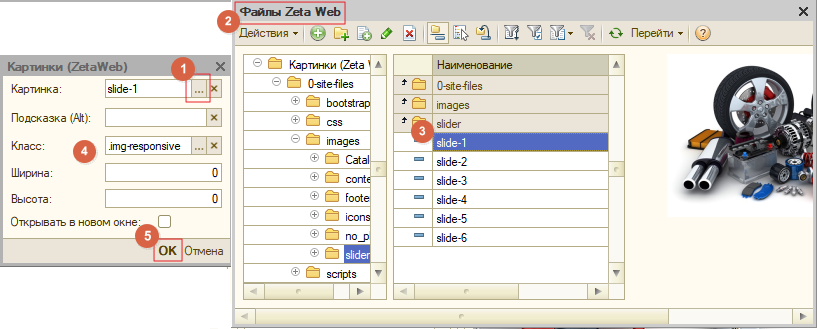 Картинки (ZetaWeb)
1
Картинка:
slide-1
...
Подсказка (Alt):
Класс:
4
.img-responsive
...
Ширина:
0
Высота:
0
Открывать в новом окне:
5
OK
Отмена
2
Файлы Zeta Web
Действия
Перейти
?
Картинки (Zeta
0-site-files
bootstrap
css
images
Catal
conte
foote
icons
no_p
slider
scripts
Наименование
0-site-files
images
slider
3
slide-1
slide-2
slide-3
slide-4
slide-5
slide-6